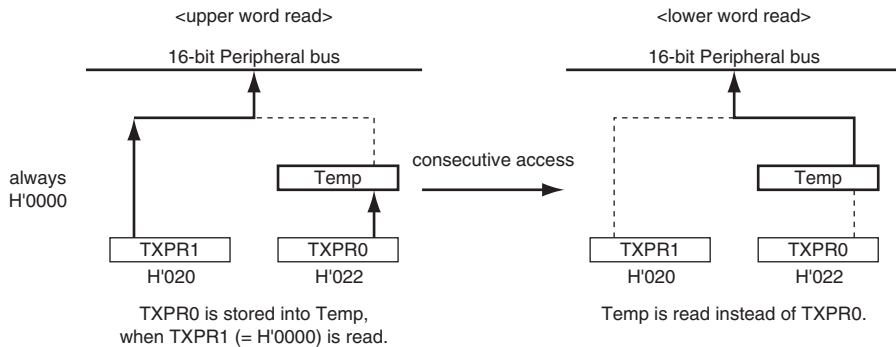 <upper word read>
16-bit Peripheral bus
always
H'0000
Temp
TXPR1
TXPR0
H'020
H'022
TXPR0 is stored into Temp,
when TXPR1 (= H'0000) is read.
consecutive access
<lower word read>
16-bit Peripheral bus
Temp
TXPR1
TXPR0
H'020
H'022
Temp is read instead of TXPR0.